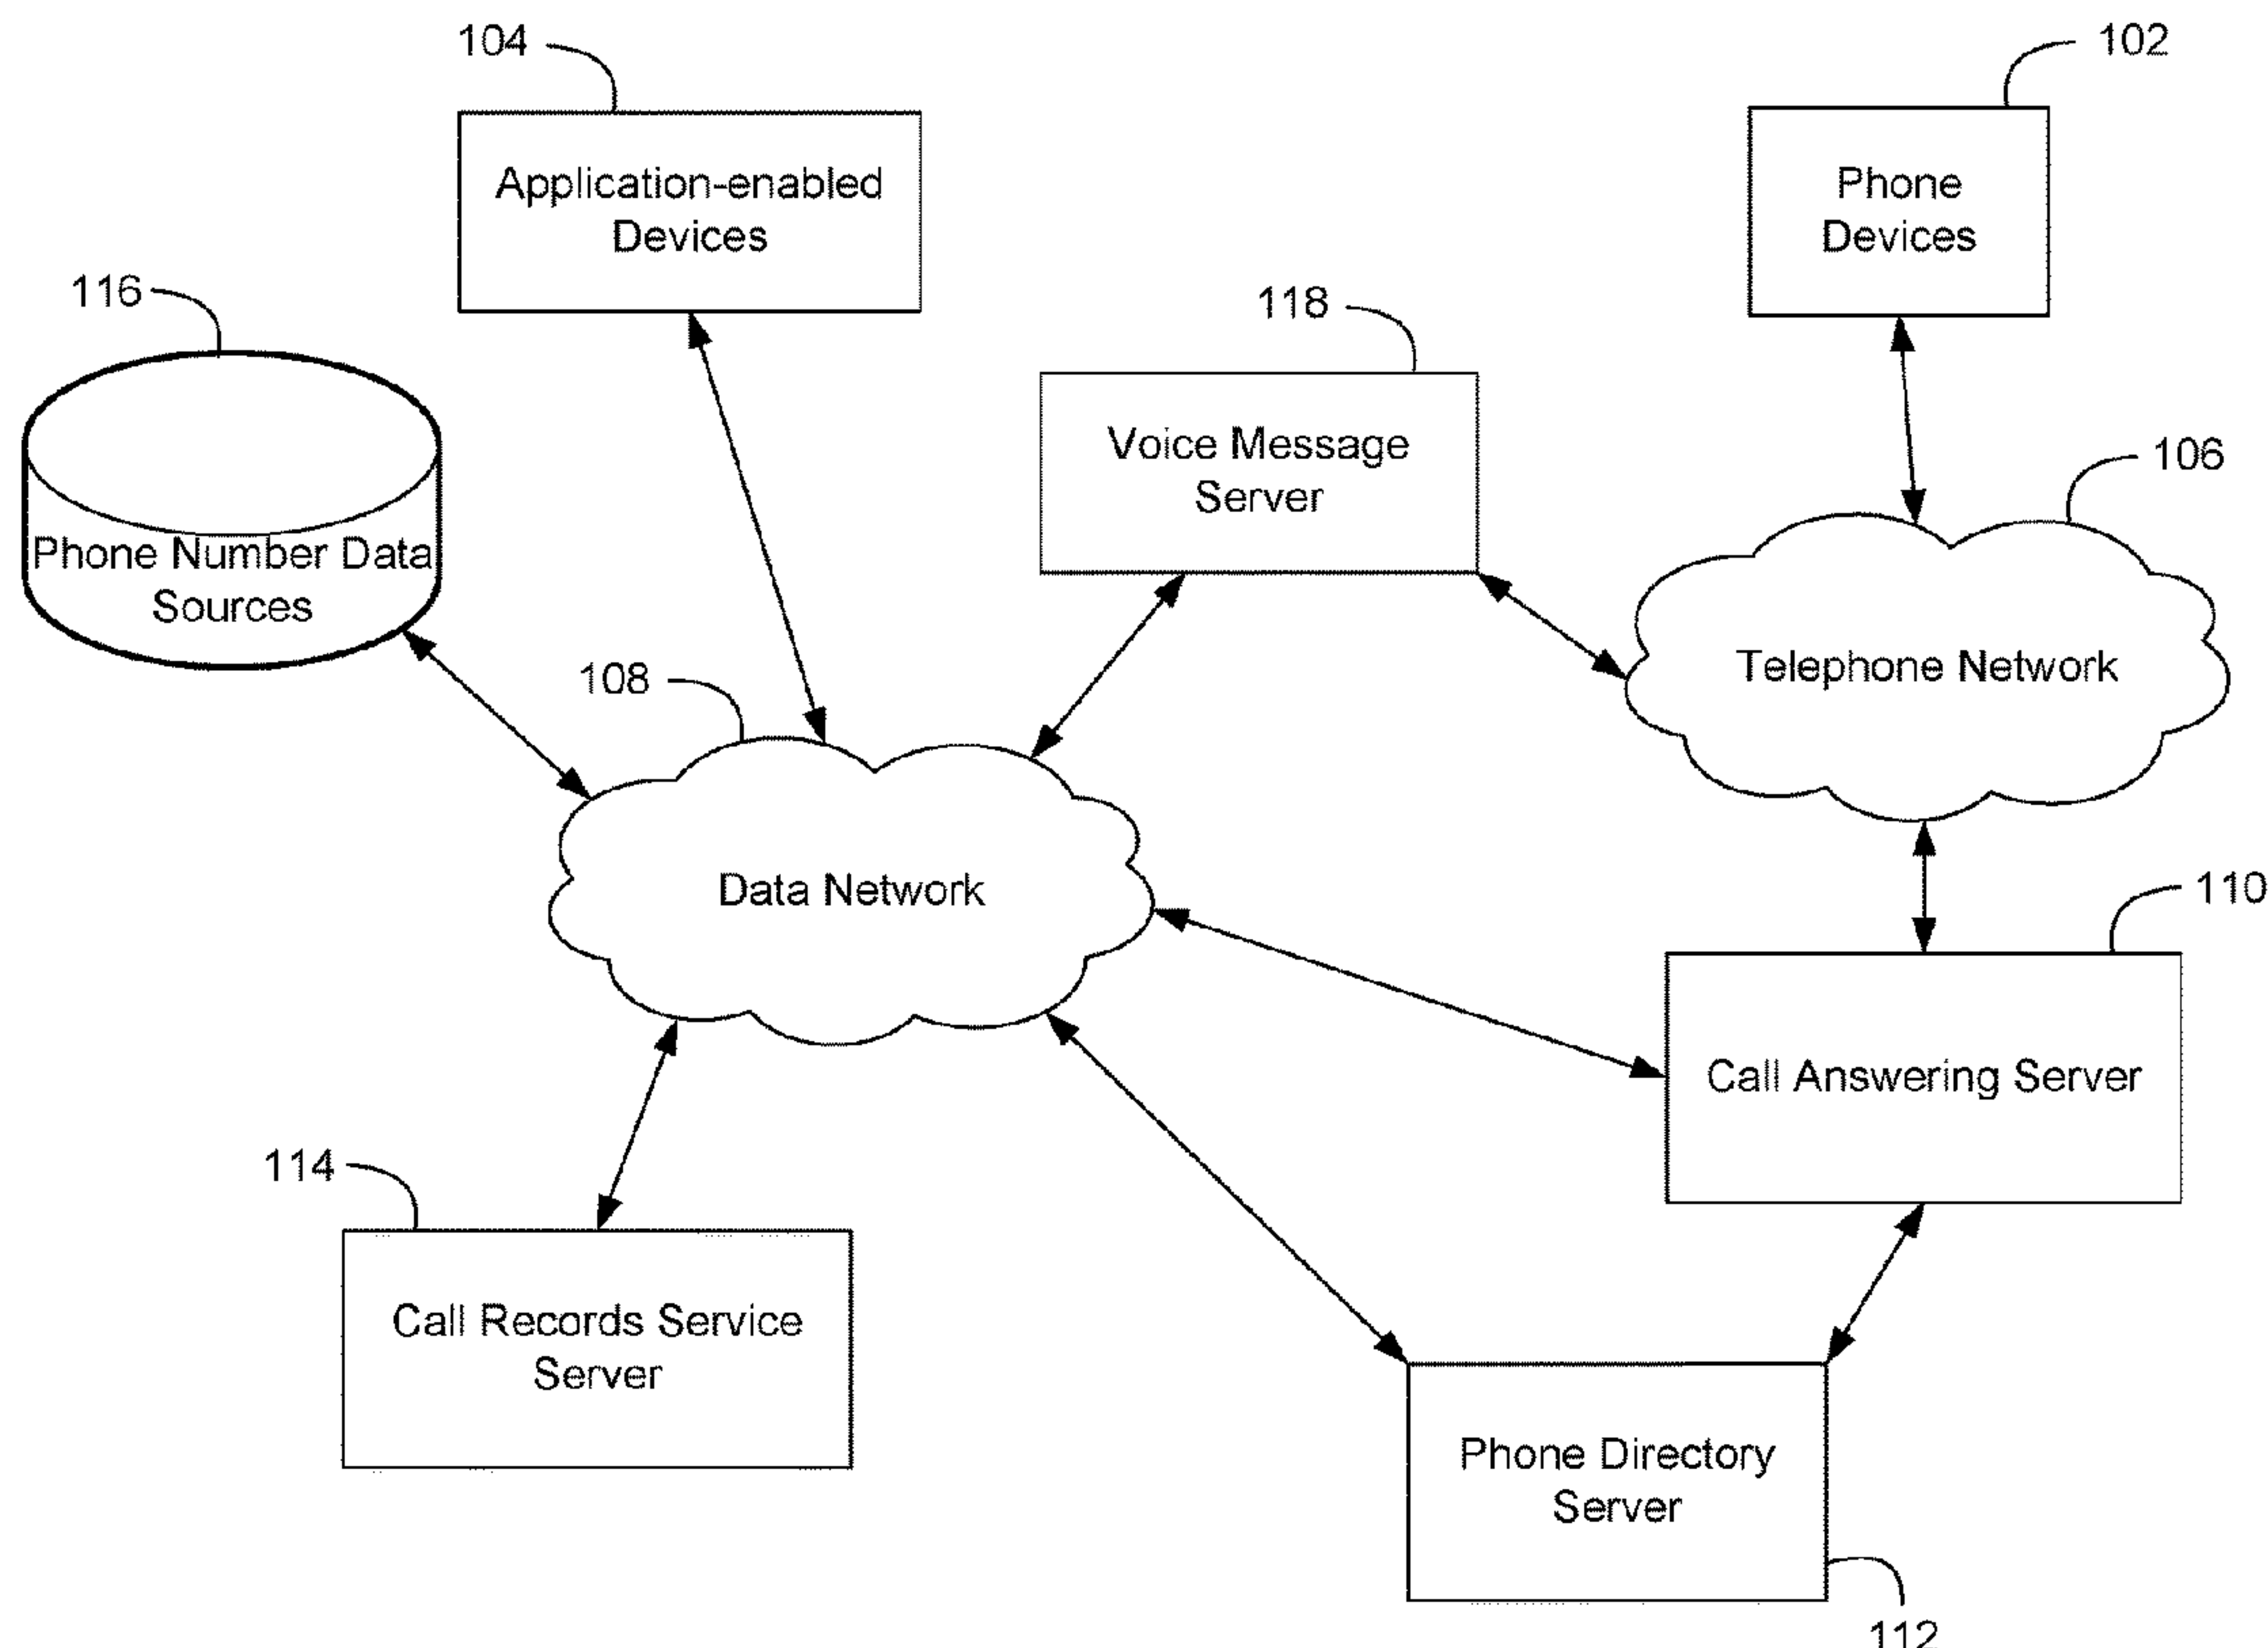 104
102
Application-enabled
Devices
Phone
Devices
116
118
Voice Message
Server
106
Phone Number Data
Sources
108
Telephone Network
Data Network
110
Call Answering Server
114
Call Records Service
Server
Phone Directory
Server
112